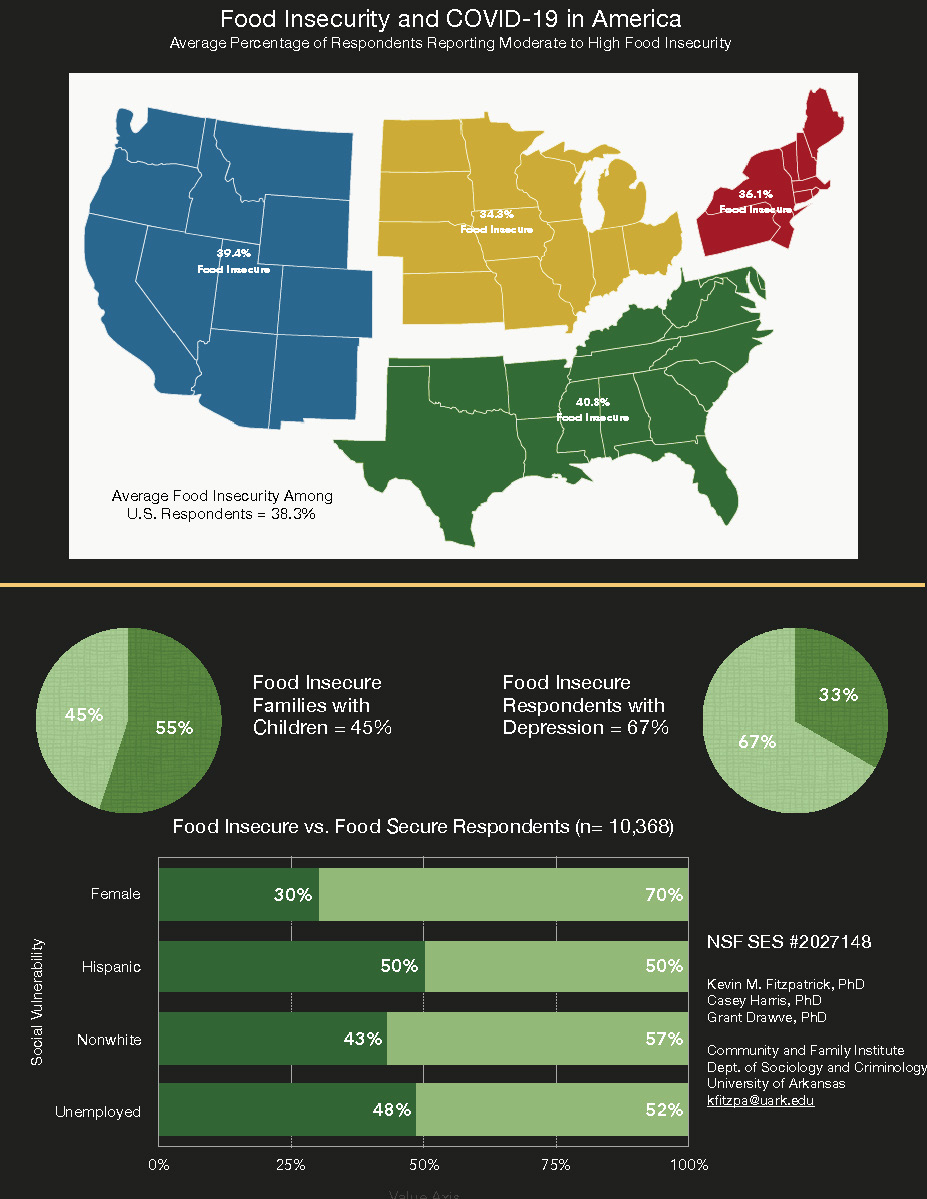 Food Insecurity and COVID-19 in America
Average Percentage of Respondents Reporting Moderate to High Food Insecurity
36.1%
Food Insecure
34.3%
Food Insecure
39.4%
Food Insecure
40.3%
Food Insecure
Average Food Insecurity Among
U.S. Respondents = 38.3%
45%
55%
Food Insecure
Families with
Children = 45%
Food Insecure
Respondents with
Depression = 67%
33%
67%
Food Insecure vs. Food Secure Respondents (n= 10,368)
Social Vulnerability
Female
30%
70%
Hispanic
50%
50%
Nonwhite
43%
57%
Unemployed
48%
52%
0%
25%
50%
75%
100%
Value Axis
NSF SES #2027148
Kevin M. Fitzpatrick, PhD
Casey Harris, PhD
Grant Drawve, PhD
Community and Family Institute
Dept. of Sociology and Criminology
University of Arkansas
kfitzpa@uark.edu